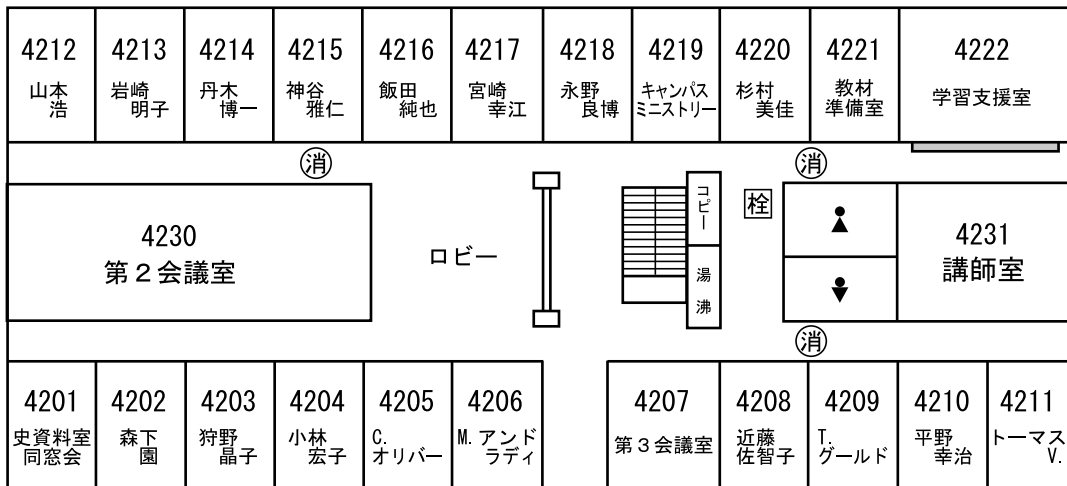 4212
山本
浩
4213
岩崎
明子
4214
丹木
博一
4215
神谷
雅仁
4216
飯田
純也
4217
宮崎
幸江
4218
永野
良博
4219
キャンパス
ミニストリー
4220
杉村
美佳
4221
教材
準備室
4222
学習支援室
消
消
4230
第2会議室
ロビー
コピー
湯沸
栓
4231
講師室
消
4201
史資料室
同窓会
4202
森下
園
4203
狩野
晶子
4204
小林
宏子
4205
C.
オリバー
4206
M. アンド
ラディ
4207
第3会議室
4208
近藤
佐智子
4209
T.
グールド
4210
平野
幸治
4211
トーマス
V.